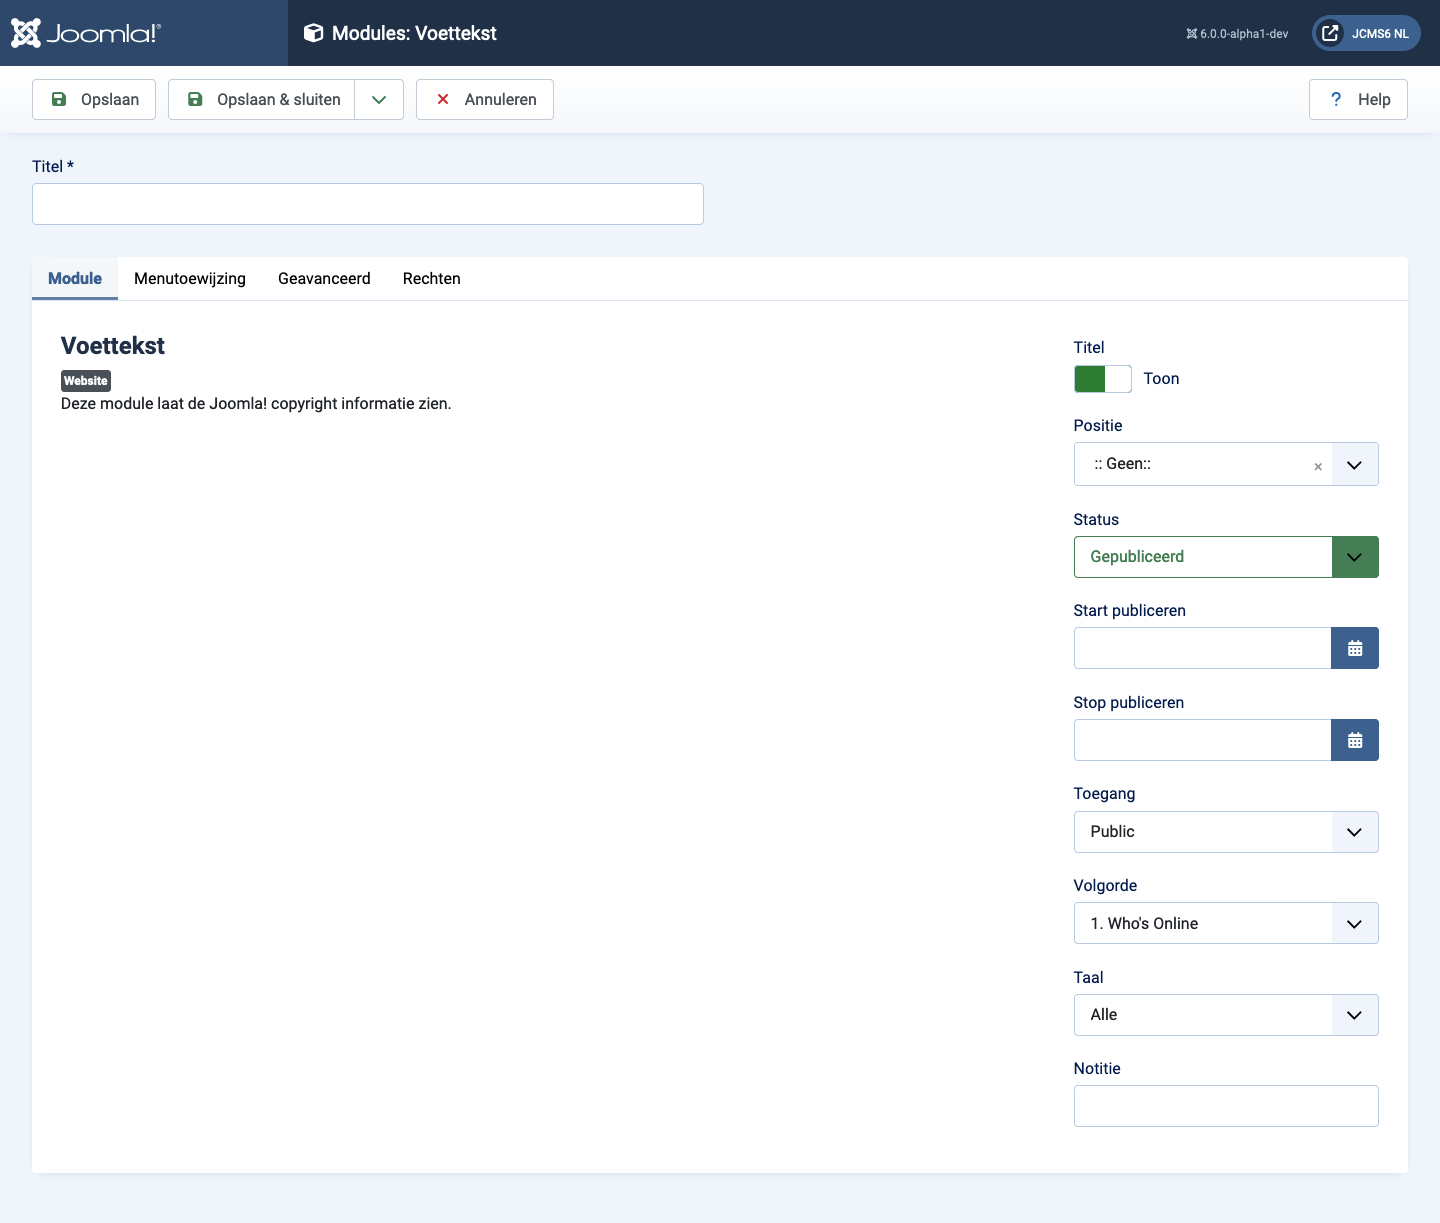 Joomla!®
Modules: Voettekst
6.0.0-alpha1-dev
JCMS6 NL
Opslaan
Opslaan & sluiten
Annuleren
? Help
Titel *
Module
Menutoewijzing
Geavanceerd
Rechten
Voettekst
Website
Deze module laat de Joomla! copyright informatie zien.
Titel
Toon
Positie
:: Geen::
Status
Gepubliceerd
Start publiceren
Stop publiceren
Toegang
Public
Volgorde
1. Who's Online
Taal
Alle
Notitie